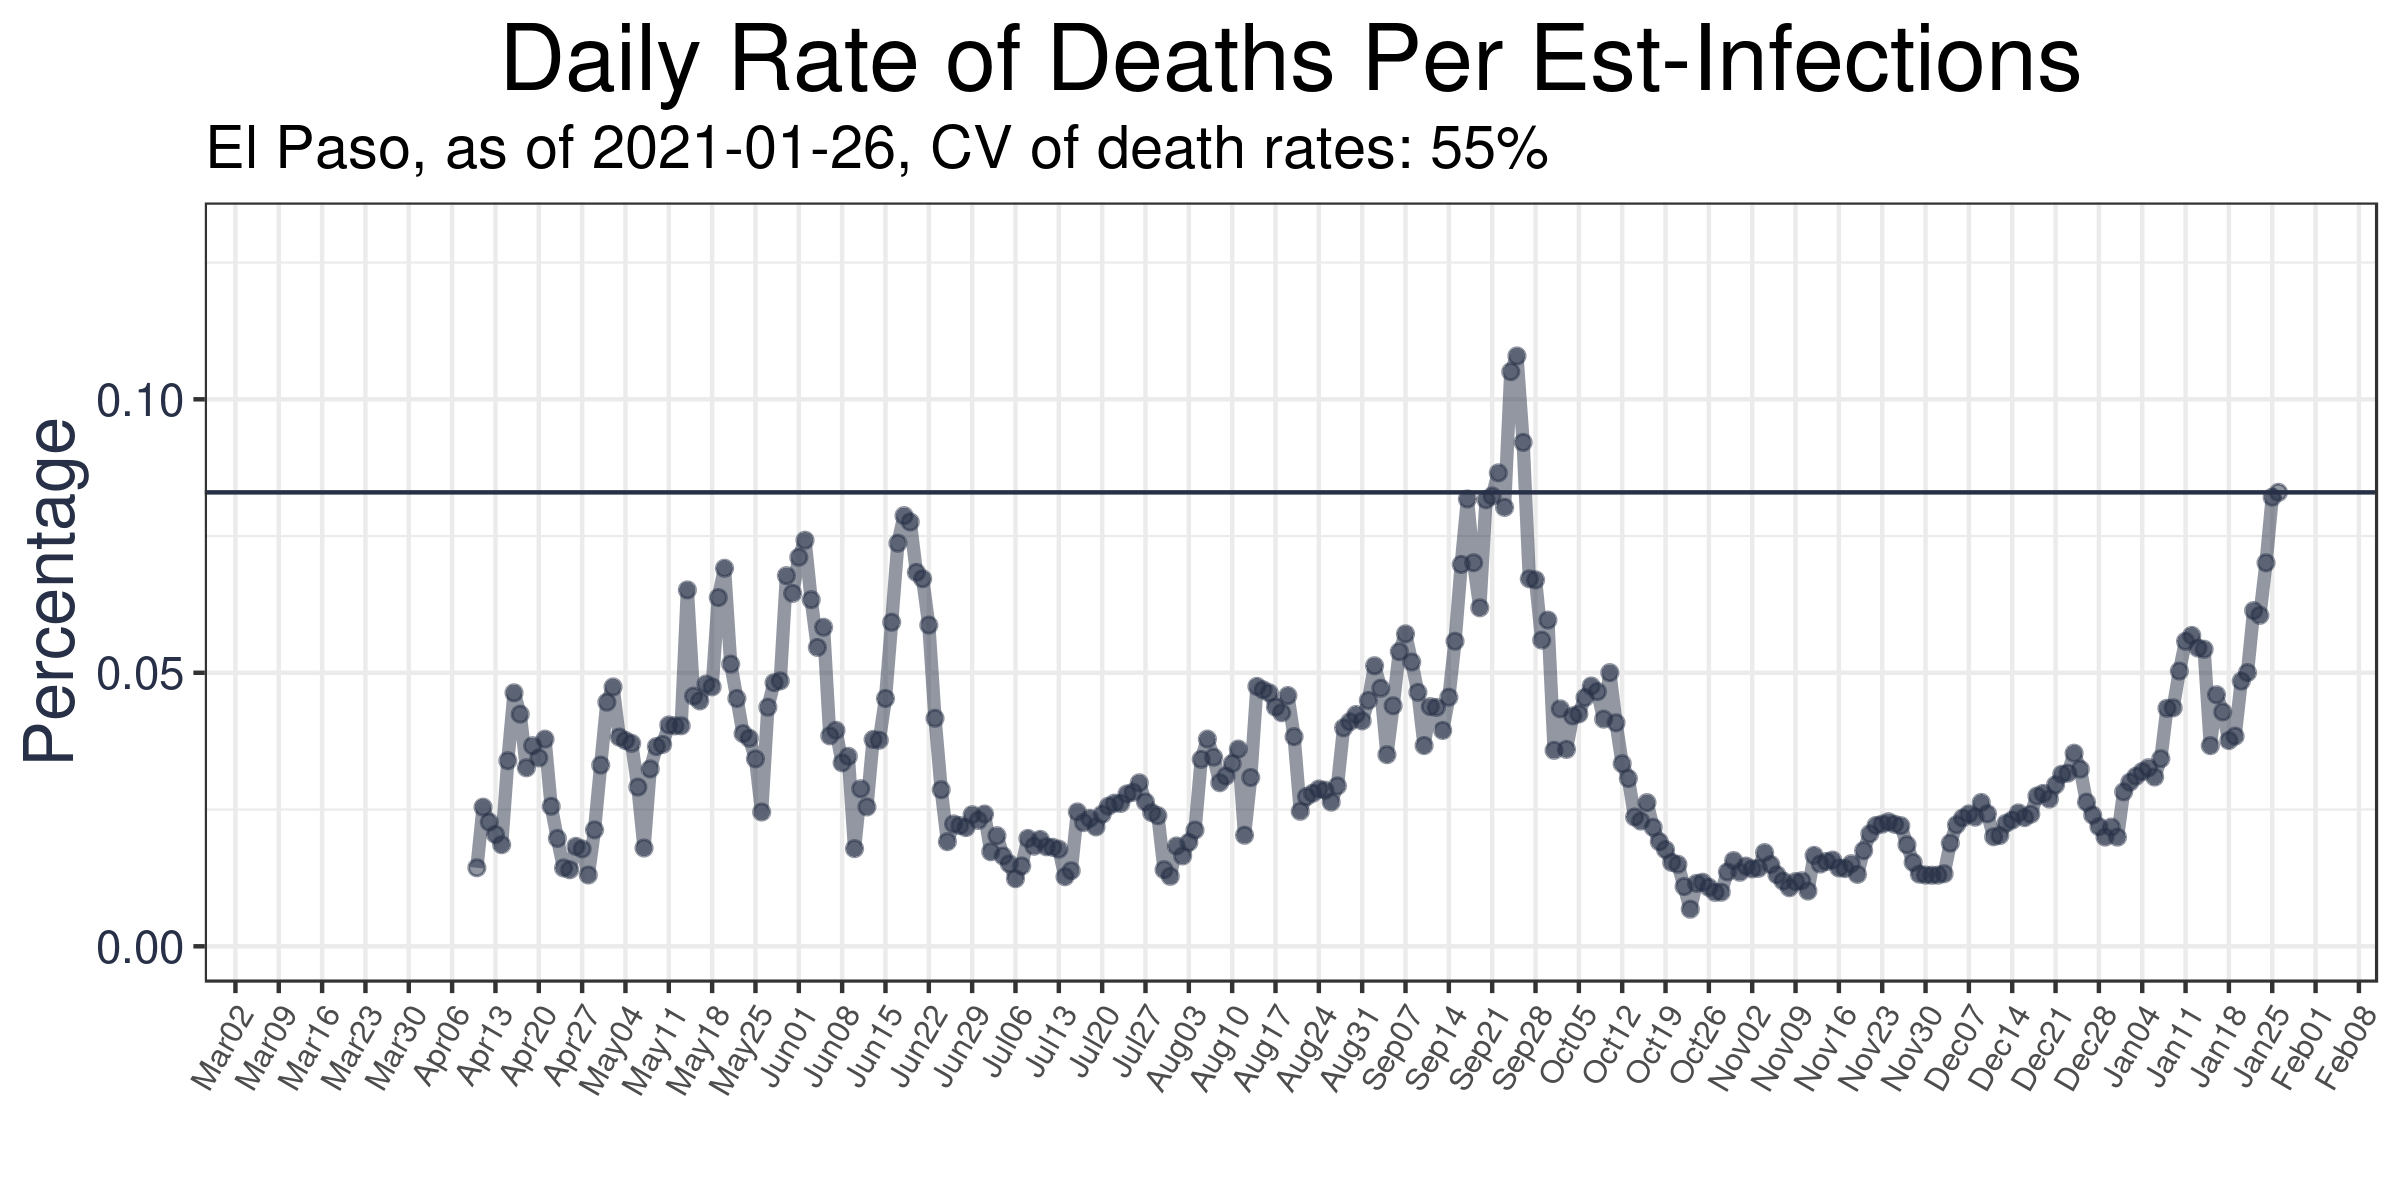 Daily Rate of Deaths Per Est-Infections
El Paso, as of 2021-01-26, CV of death rates: 55%
Percentage
0.10
0.05
0.00
Mar02
Mar09
Mar16
Mar23
Mar30
Apr06
Apr13
Apr20
Apr27
May04
May11
May18
May25
Jun01
Jun08
Jun15
Jun22
Jun29
Jul06
Jul13
Jul20
Jul27
Aug03
Aug10
Aug17
Aug24
Aug31
Sep07
Sep14
Sep21
Sep28
Oct05
Oct12
Oct19
Oct26
Nov02
Nov09
Nov16
Nov23
Nov30
Dec07
Dec14
Dec21
Dec28
Jan04
Jan11
Jan18
Jan25
Feb01
Feb08